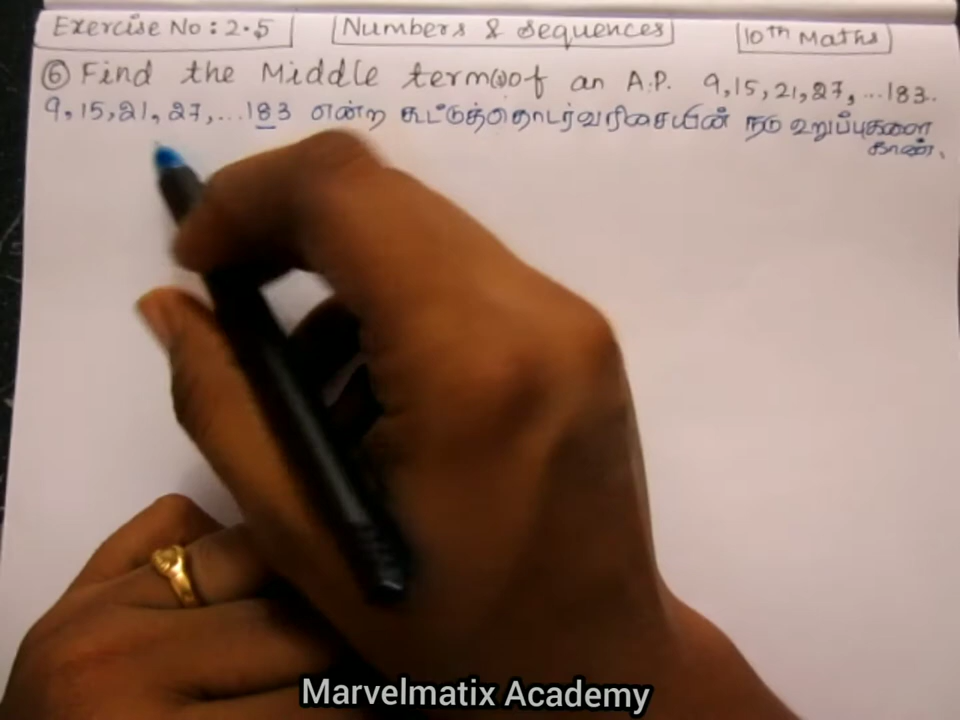 Exercise No : 2.5 Numbers & Sequences 10th Maths
⑥ Find the Middle term(s) of an A.P. 9, 15, 21, 27, ...183.
9, 15, 21, 27, ...183 என்ற கூட்டுத்தொடர்வரிசையின் நடு உறுப்புகளை
காண்.
Marvelmatix Academy